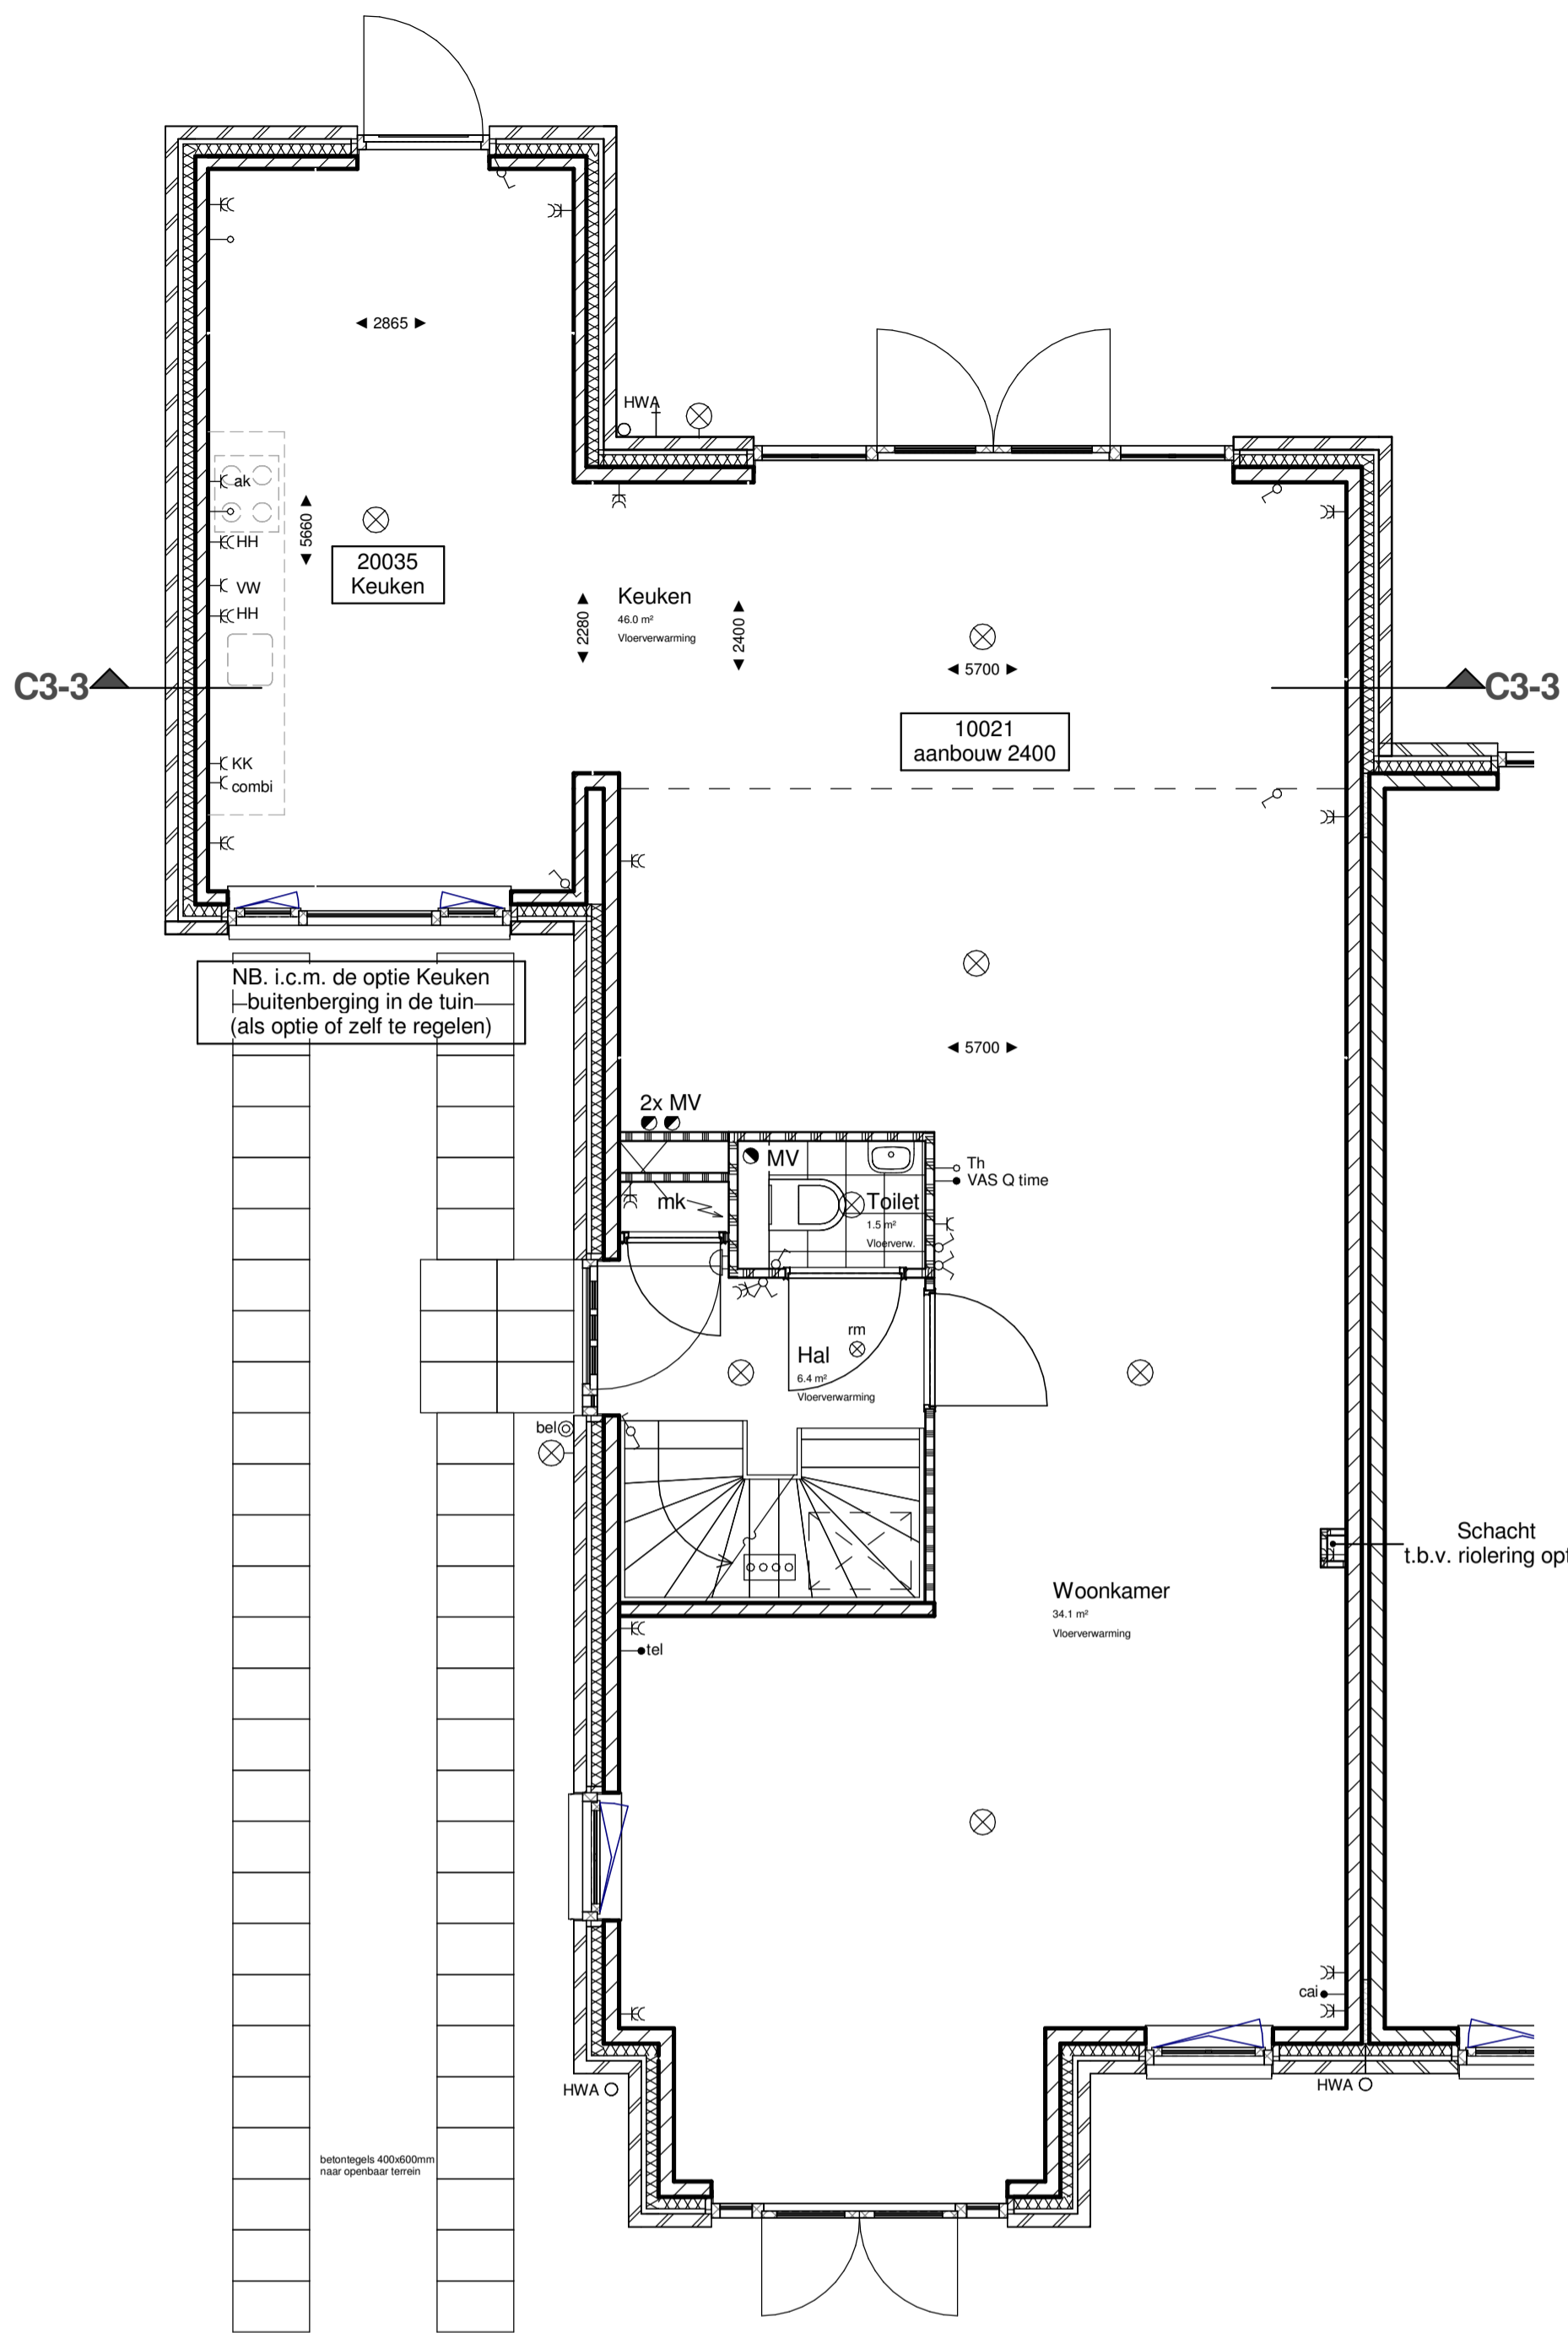 2865
HWA
ak
HH
VW
HH
5660
20035
Keuken
2280
Keuken
46.0 m²
Vloerverwarming
2400
5700
C3-3
C3-3
10021
aanbouw 2400
KK
combi
NB. i.c.m. de optie Keuken
buitenberging in de tuin
(als optie of zelf te regelen)
5700
2x MV
MV
Th
VAS Q time
mk
Toilet
1.5 m²
Vloerverw.
rm
Hal
6.4 m²
Vloerverwarming
bel
Schacht
t.b.v. riolering opt
Woonkamer
34.1 m²
Vloerverwarming
tel
cai
HWA
HWA
betontegels 400x600mm
naar openbaar terrein